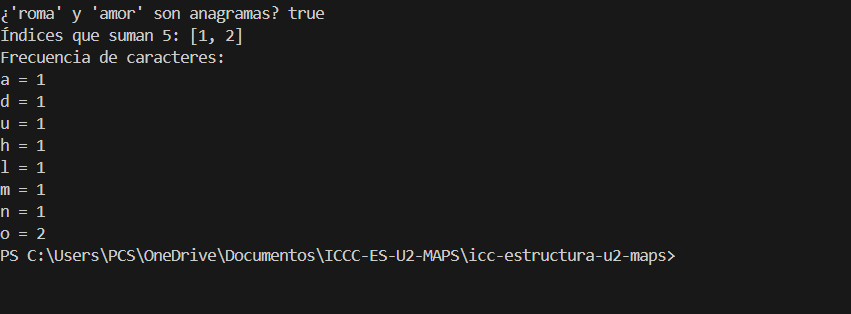 ¿'roma' y 'amor' son anagramas? true
Índices que suman 5: [1, 2]
Frecuencia de caracteres:
a = 1
d = 1
u = 1
h = 1
l = 1
m = 1
n = 1
o = 2
PS C:\Users\PCS\OneDrive\Documentos\ICCC-ES-U2-MAPS\icc-estructura-u2-maps>